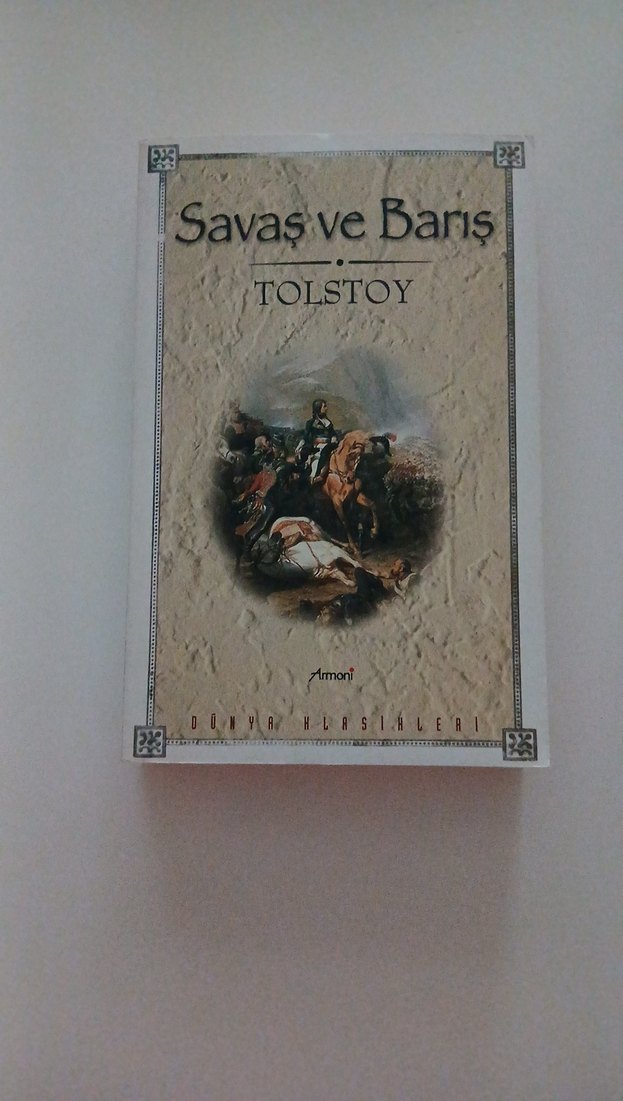 Savaş ve Barış
TOLSTOY
Armoni
DÜNYA KLASİKLERİ